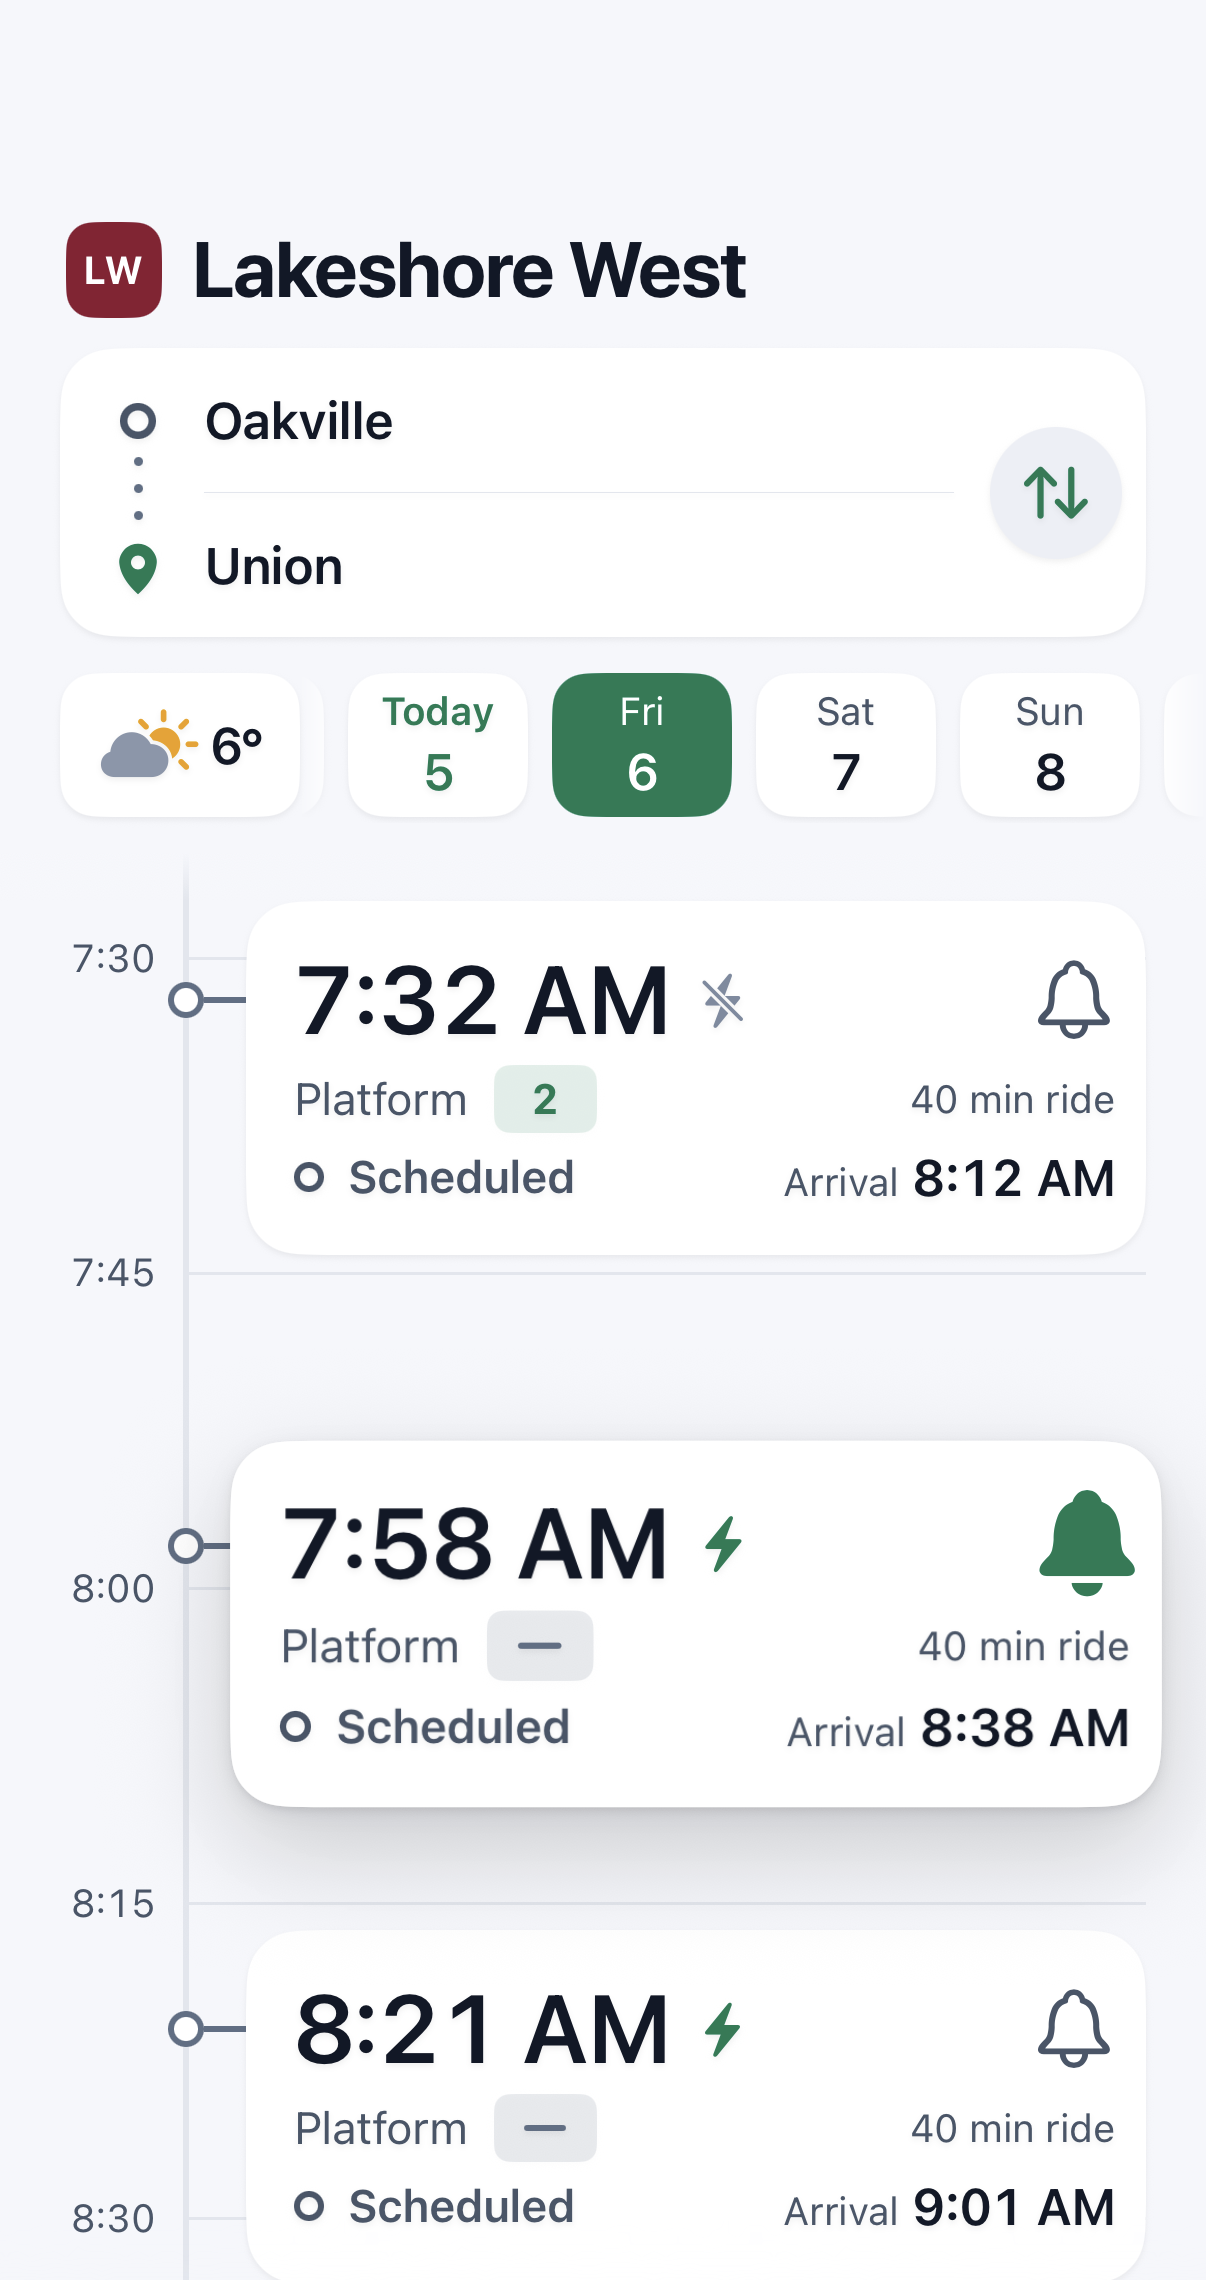 LW Lakeshore West
Oakville
Union
6°
Today
5
Fri
6
Sat
7
Sun
8
7:30
7:32 AM
Platform 2
40 min ride
Scheduled
Arrival 8:12 AM
7:45
7:58 AM
8:00
Platform —
40 min ride
Scheduled
Arrival 8:38 AM
8:15
8:21 AM
Platform —
40 min ride
Scheduled
Arrival 9:01 AM
8:30